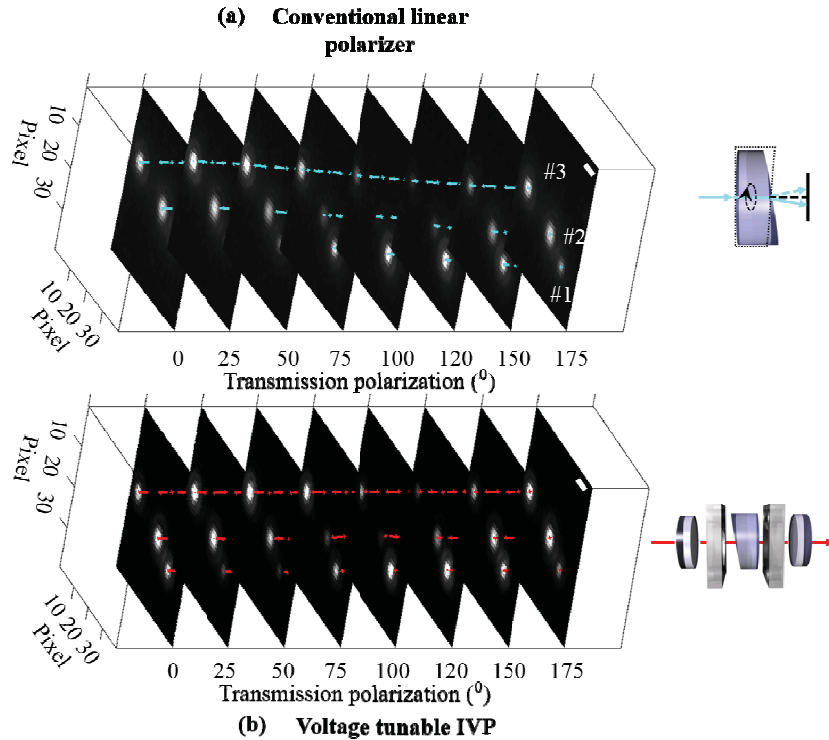 (a) Conventional linear
polarizer
10
20
30
Pixel
#3
#2
#1
10 20 30
Pixel
0 25 50 75 100 120 150 175
Transmission polarization (⁰)
10
20
30
Pixel
10 20 30
Pixel
0 25 50 75 100 120 150 175
Transmission polarization (⁰)
(b) Voltage tunable IVP